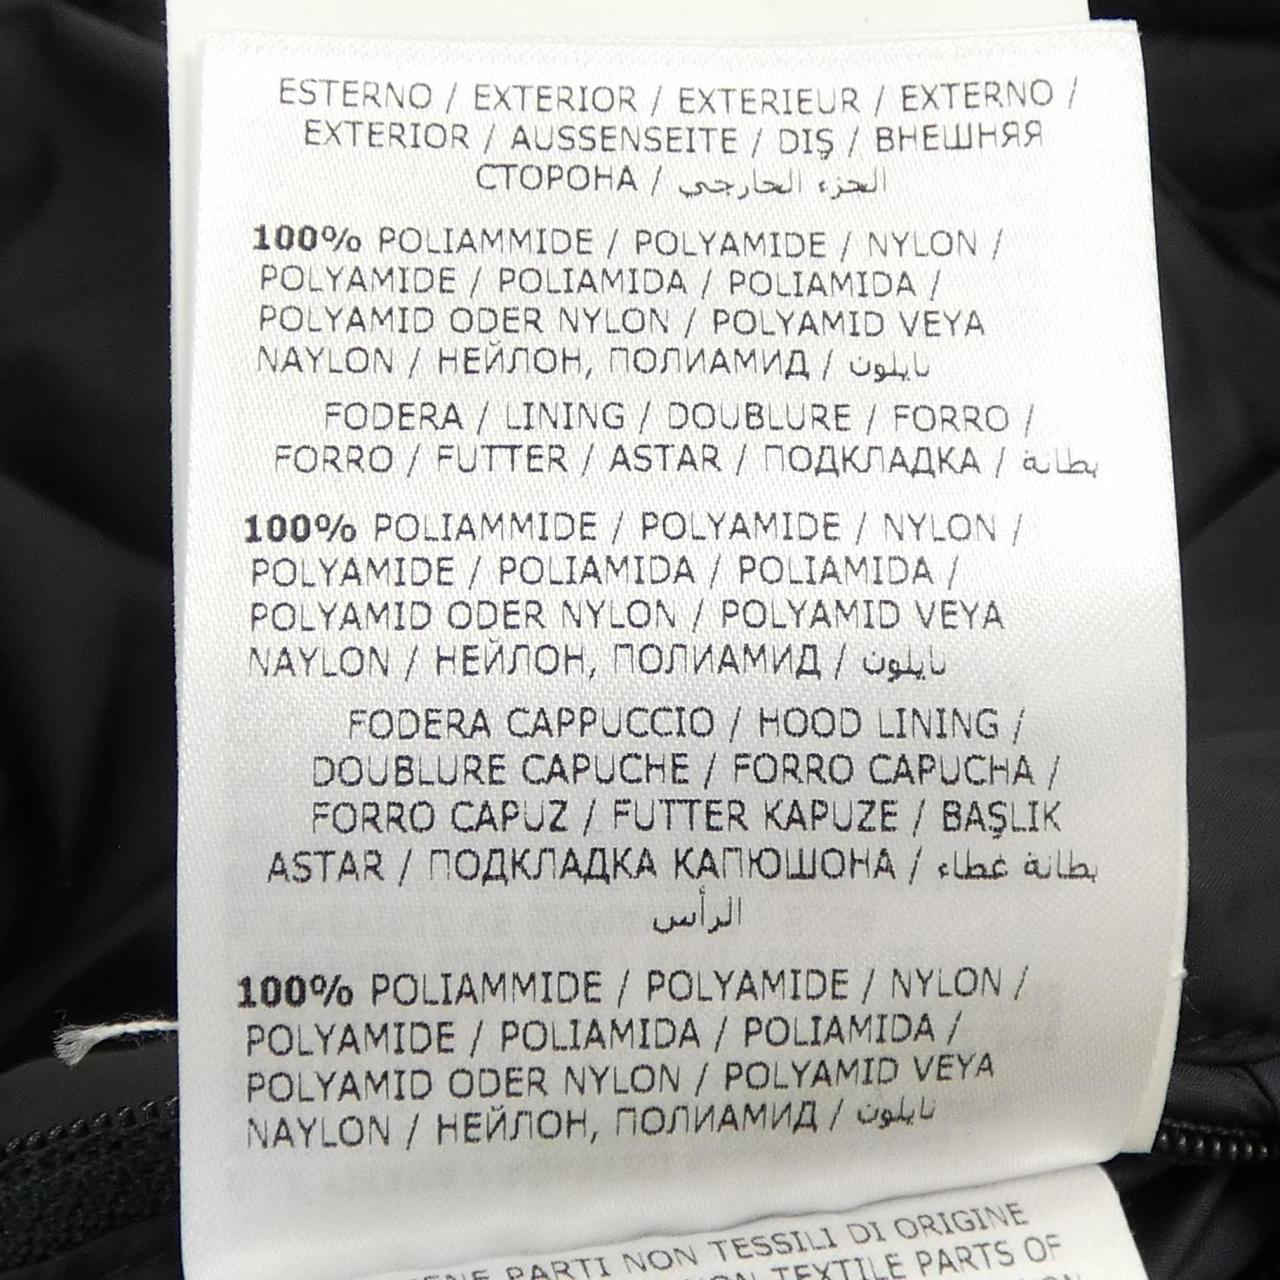 ESTERNO / EXTERIOR / EXTERIEUR / EXTERNO /
EXTERIOR / AUSSENSEITE / DIŞ / ВНЕШНЯЯ
СТОРОНА / الجزء الخارجي
100% POLIAMMIDE / POLYAMIDE / NYLON /
POLYAMIDE / POLIAMIDA / POLIAMIDA /
POLYAMID ODER NYLON / POLYAMID VEYA
NAYLON / НЕЙЛОН, ПОЛИАМИД / نايلون
FODERA / LINING / DOUBLURE / FORRO /
FORRO / FUTTER / ASTAR / ПОДКЛАДКА / بطانة
100% POLIAMMIDE / POLYAMIDE / NYLON /
POLYAMIDE / POLIAMIDA / POLIAMIDA /
POLYAMID ODER NYLON / POLYAMID VEYA
NAYLON / НЕЙЛОН, ПОЛИАМИД / نايلون
FODERA CAPPUCCIO / HOOD LINING /
DOUBLURE CAPUCHE / FORRO CAPUCHA /
FORRO CAPUZ / FUTTER KAPUZE / BAŞLIK
ASTAR / ПОДКЛАДКА КАПЮШОНА / بطانة غطاء
الرأس
100% POLIAMMIDE / POLYAMIDE / NYLON /
POLYAMIDE / POLIAMIDA / POLIAMIDA /
POLYAMID ODER NYLON / POLYAMID VEYA
NAYLON / НЕЙЛОН, ПОЛИАМИД / نايلون
PARTI NON TESSILI DI ORIGINE
TEXTILE PARTS OF